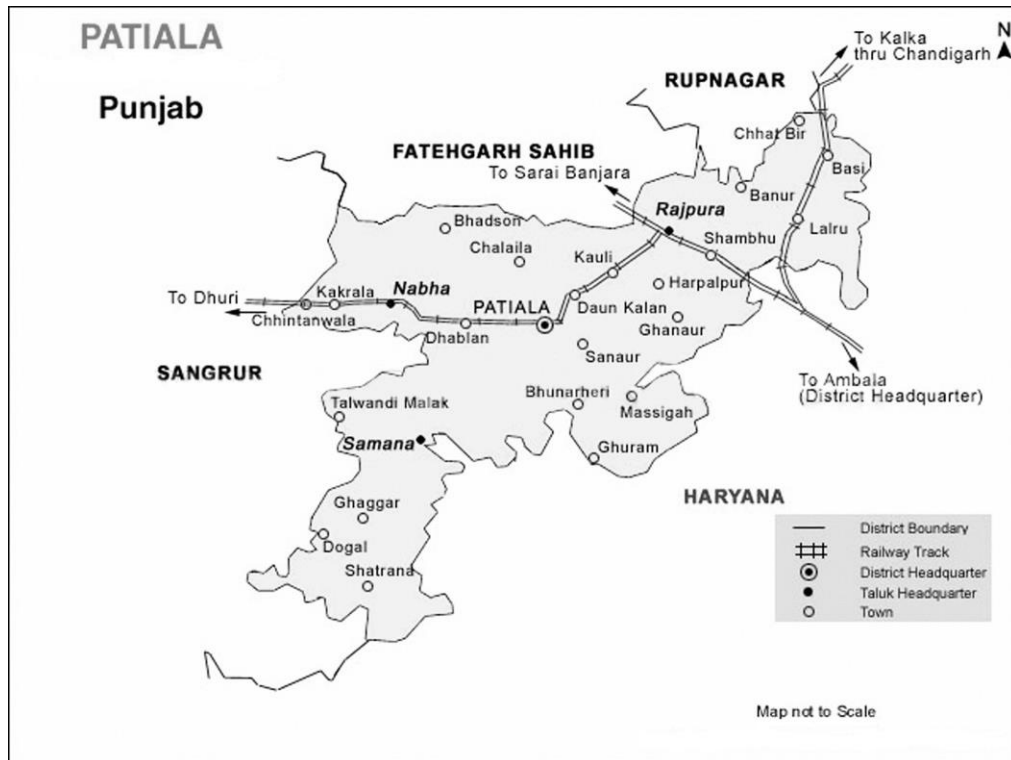 PATIALA
Punjab
N
To Kalka
thru Chandigarh
RUPNAGAR
Chhat Bir
FATEHGARH SAHIB
To Sarai Banjara
Basi
Banur
Rajpura
Bhadson
Shambhu
Lalru
Chalaila
Kauli
Harpalpur
To Dhuri
Kakrala
Nabha
PATIALA
Daun Kalan
Chhintanwala
Dhablan
Ghanaur
Sanaur
SANGRUR
To Ambala
(District Headquarter)
Bhunarheri
Massigah
Talwandi Malak
Samana
Ghuram
HARYANA
Ghaggar
Dogal
Shatrana
District Boundary
Railway Track
District Headquarter
Taluk Headquarter
Town
Map not to Scale